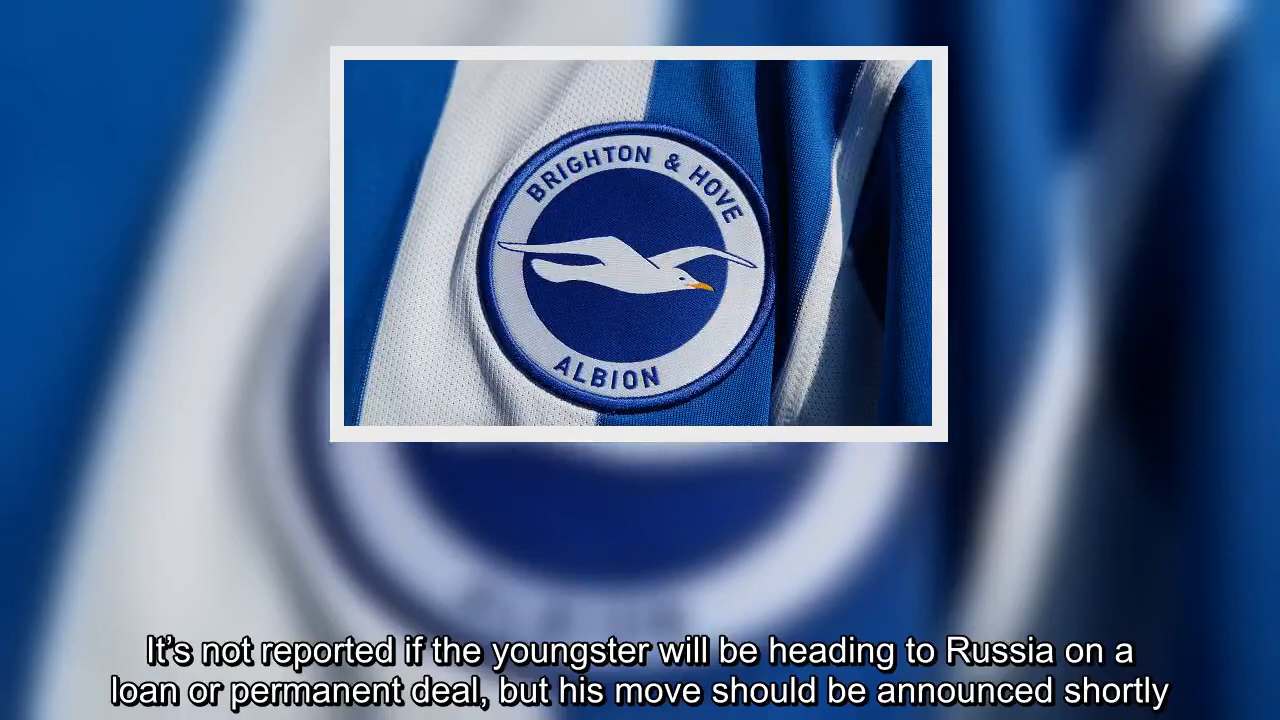 BRIGHTON & HOVE
ALBION
It's not reported if the youngster will be heading to Russia on a
loan or permanent deal, but his move should be announced shortly